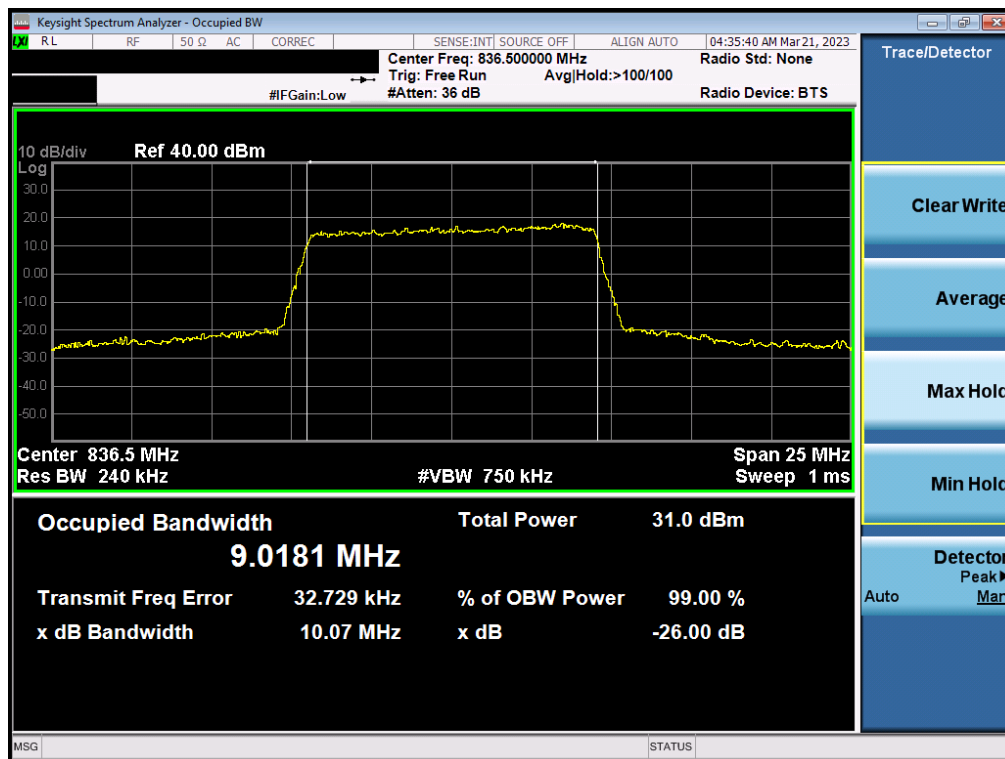 Keysight Spectrum Analyzer - Occupied BW
LXI RL RF 50 Ω AC CORREC SENSE:INT SOURCE OFF ALIGN AUTO 04:35:40 AM Mar 21, 2023
Center Freq: 836.500000 MHz Radio Std: None
Trig: Free Run Avg|Hold:>100/100
#IFGain:Low #Atten: 36 dB Radio Device: BTS
Trace/Detector
10 dB/div Ref 40.00 dBm
Log
30.0
20.0
10.0
0.00
-10.0
-20.0
-30.0
-40.0
-50.0
Center 836.5 MHz Span 25 MHz
Res BW 240 kHz #VBW 750 kHz Sweep 1 ms
Clear Write
Average
Max Hold
Min Hold
Detector
Peak▶
Auto Man
Occupied Bandwidth Total Power 31.0 dBm
9.0181 MHz
Transmit Freq Error 32.729 kHz % of OBW Power 99.00 %
x dB Bandwidth 10.07 MHz x dB -26.00 dB
MSG STATUS